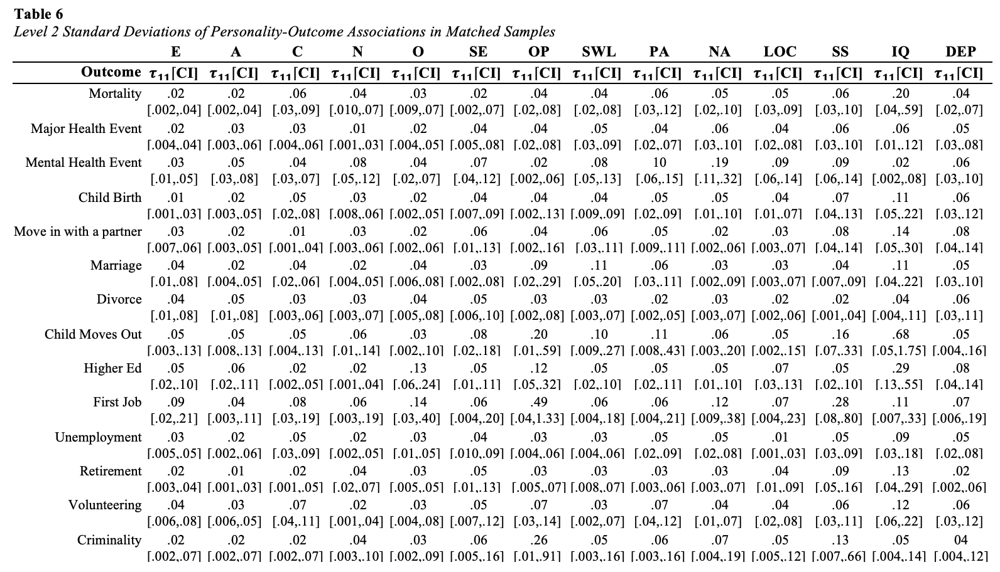 Table 6
Level 2 Standard Deviations of Personality-Outcome Associations in Matched Samples
E A C N O SE OP SWL PA NA LOC SS IQ DEP
Outcome τ₁₁[CI] τ₁₁[CI] τ₁₁[CI] τ₁₁[CI] τ₁₁[CI] τ₁₁[CI] τ₁₁[CI] τ₁₁[CI] τ₁₁[CI] τ₁₁[CI] τ₁₁[CI] τ₁₁[CI] τ₁₁[CI] τ₁₁[CI]
Mortality .02 .02 .06 .04 .03 .02 .04 .04 .06 .05 .05 .06 .20 .04
[.002,.04] [.002,.04] [.03,.09] [.010,.07] [.009,.07] [.002,.07] [.02,.08] [.02,.08] [.03,.12] [.02,.10] [.03,.09] [.03,.10] [.04,.59] [.02,.07]
Major Health Event .02 .03 .03 .01 .02 .04 .04 .05 .04 .06 .04 .06 .06 .05
[.004,.04] [.003,.06] [.004,.06] [.001,.03] [.004,.05] [.005,.08] [.02,.08] [.03,.09] [.02,.07] [.03,.10] [.02,.08] [.03,.10] [.01,.12] [.03,.08]
Mental Health Event .03 .05 .04 .08 .04 .07 .02 .08 10 .19 .09 .09 .02 .06
[.01,.05] [.03,.08] [.03,.07] [.05,.12] [.02,.07] [.04,.12] [.002,.06] [.05,.13] [.06,.15] [.11,.32] [.06,.14] [.06,.14] [.002,.08] [.03,.10]
Child Birth .01 .02 .05 .03 .02 .04 .04 .04 .05 .05 .04 .07 .11 .06
[.001,.03] [.003,.05] [.02,.08] [.008,.06] [.002,.05] [.007,.09] [.002,.13] [.009,.09] [.02,.09] [.01,.10] [.01,.07] [.04,.13] [.05,.22] [.03,.12]
Move in with a partner .03 .02 .01 .03 .02 .06 .04 .06 .05 .02 .03 .08 .14 .08
[.007,.06] [.003,.05] [.001,.04] [.003,.06] [.002,.06] [.01,.13] [.002,.16] [.03,.11] [.009,.11] [.002,.06] [.003,.07] [.04,.14] [.05,.30] [.04,.14]
Marriage .04 .02 .04 .02 .04 .03 .09 .11 .06 .03 .03 .04 .11 .05
[.01,.08] [.004,.05] [.02,.06] [.004,.05] [.006,.08] [.002,.08] [.02,.29] [.05,.20] [.03,.11] [.002,.09] [.003,.07] [.007,.09] [.04,.22] [.03,.10]
Divorce .04 .05 .03 .03 .04 .05 .03 .03 .02 .03 .02 .02 .04 .06
[.01,.08] [.01,.08] [.003,.06] [.003,.07] [.005,.08] [.006,.10] [.002,.08] [.003,.07] [.002,.05] [.003,.07] [.002,.06] [.001,.04] [.004,.11] [.03,.11]
Child Moves Out .05 .05 .05 .06 .03 .08 .20 .10 .11 .06 .05 .16 .68 .05
[.003,.13] [.008,.13] [.004,.13] [.01,.14] [.002,.10] [.02,.18] [.01,.59] [.009,.27] [.008,.43] [.003,.20] [.002,.15] [.07,.33] [.05,1.75] [.004,.16]
Higher Ed .05 .06 .02 .02 .13 .05 .12 .05 .05 .05 .07 .05 .29 .08
[.02,.10] [.02,.11] [.002,.05] [.001,.04] [.06,.24] [.01,.11] [.05,.32] [.02,.10] [.02,.11] [.01,.10] [.03,.13] [.02,.10] [.13,.55] [.04,.14]
First Job .09 .04 .08 .06 .14 .06 .49 .06 .06 .12 .07 .28 .11 .07
[.02,.21] [.003,.11] [.03,.19] [.003,.19] [.03,.40] [.004,.20] [.04,1.33] [.004,.18] [.004,.21] [.009,.38] [.004,.23] [.08,.80] [.007,.33] [.006,.19]
Unemployment .03 .02 .05 .02 .03 .04 .03 .03 .05 .05 .01 .05 .09 .05
[.005,.05] [.002,.06] [.03,.09] [.002,.05] [.01,.05] [.010,.09] [.004,.06] [.004,.06] [.02,.09] [.02,.08] [.001,.03] [.03,.09] [.03,.18] [.02,.08]
Retirement .02 .01 .02 .04 .03 .05 .03 .03 .03 .03 .04 .09 .13 .02
[.003,.04] [.001,.03] [.001,.05] [.02,.07] [.005,.05] [.01,.13] [.005,.07] [.008,.07] [.003,.06] [.003,.07] [.01,.09] [.05,.16] [.04,.29] [.002,.06]
Volunteering .04 .03 .07 .02 .03 .05 .07 .03 .07 .04 .04 .06 .12 .06
[.006,.08] [.006,.05] [.04,.11] [.001,.04] [.004,.08] [.007,.12] [.03,.14] [.002,.07] [.04,.12] [.01,.07] [.02,.08] [.03,.11] [.06,.22] [.03,.12]
Criminality .02 .02 .02 .04 .03 .06 .26 .05 .06 .07 .05 .13 .05 04
[.002,.07] [.002,.07] [.002,.07] [.003,.10] [.002,.09] [.005,.16] [.01,.91] [.003,.16] [.003,.16] [.004,.19] [.005,.12] [.007,.66] [.004,.14] [.004,.12]